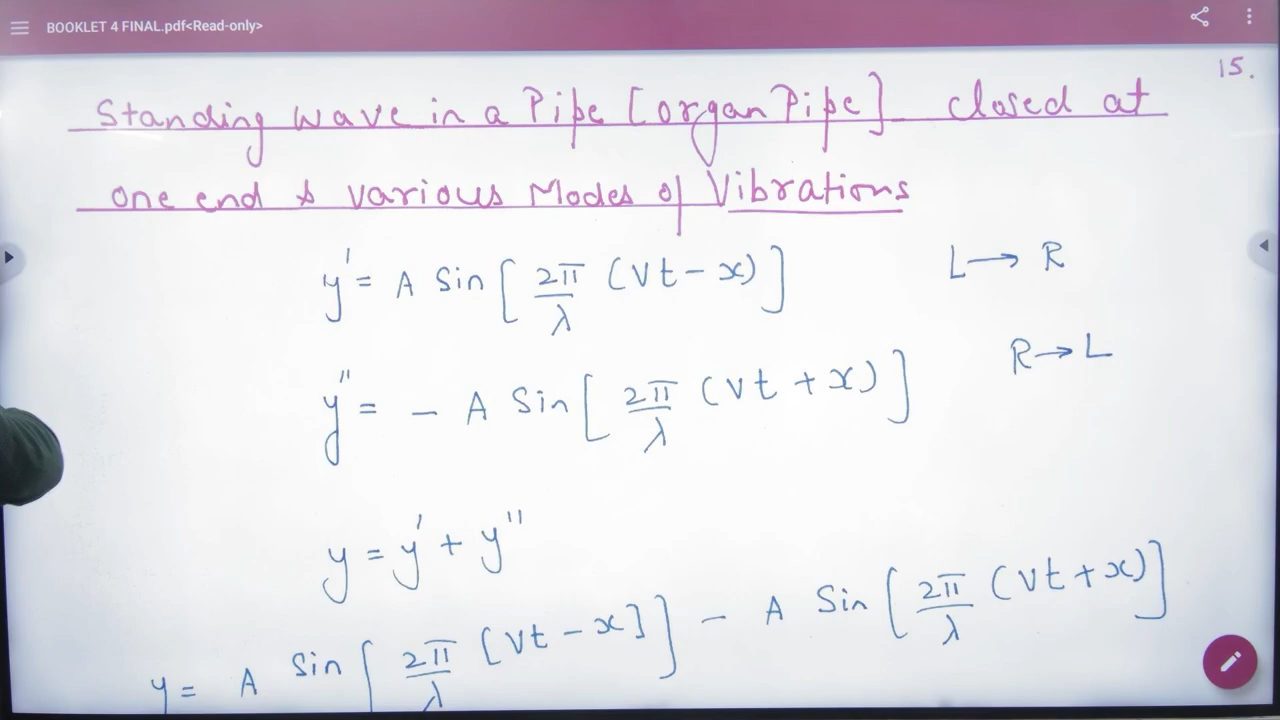 BOOKLET 4 FINAL.pdf<Read-only>
15.
Standing wave in a Pipe [organ Pipe] closed at
one end & various Modes of Vibrations
y' = A Sin [ 2π/λ (Vt - x) ] L → R
y'' = - A Sin [ 2π/λ (Vt + x) ] R → L
y = y' + y''
y = A Sin [ 2π/λ [Vt - x] ] - A Sin [ 2π/λ (Vt + x) ]